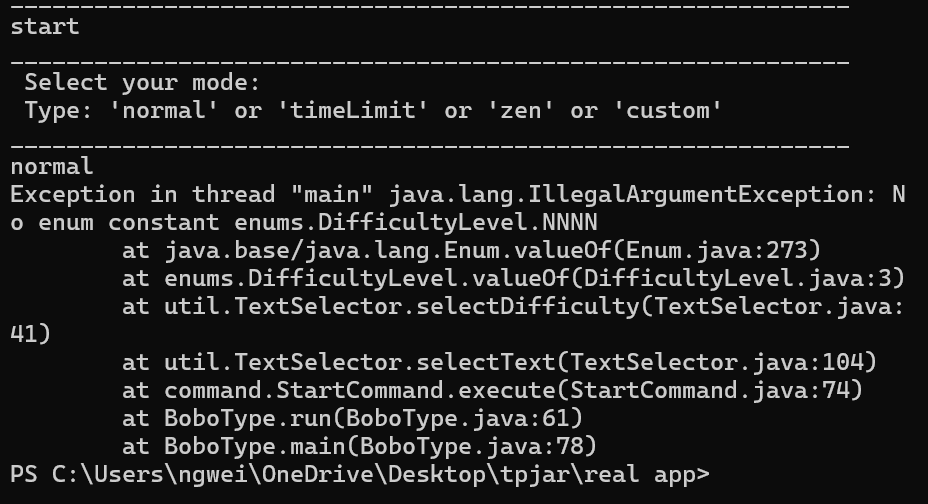 ____________________________________________________________
start
____________________________________________________________
 Select your mode:
 Type: 'normal' or 'timeLimit' or 'zen' or 'custom'
____________________________________________________________
normal
Exception in thread "main" java.lang.IllegalArgumentException: N
o enum constant enums.DifficultyLevel.NNNN
        at java.base/java.lang.Enum.valueOf(Enum.java:273)
        at enums.DifficultyLevel.valueOf(DifficultyLevel.java:3)
        at util.TextSelector.selectDifficulty(TextSelector.java:
41)
        at util.TextSelector.selectText(TextSelector.java:104)
        at command.StartCommand.execute(StartCommand.java:74)
        at BoboType.run(BoboType.java:61)
        at BoboType.main(BoboType.java:78)
PS C:\Users\ngwei\OneDrive\Desktop\tpjar\real app>